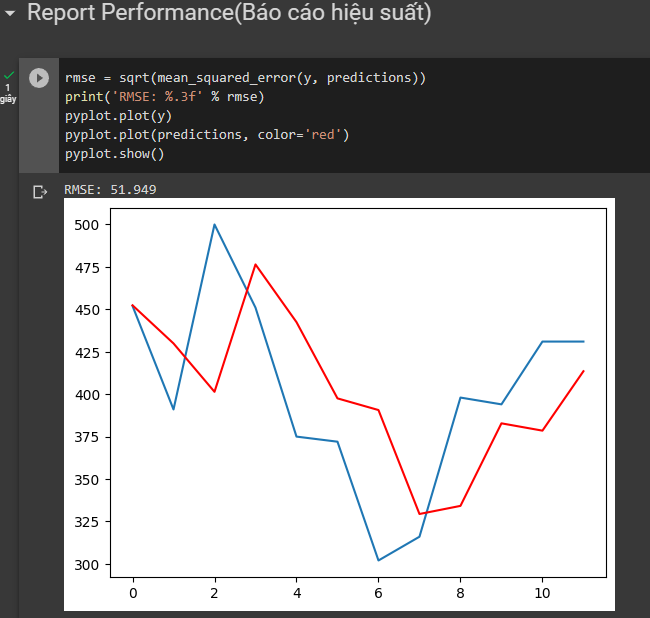 Report Performance(Báo cáo hiệu suất)
1
giây
rmse = sqrt(mean_squared_error(y, predictions))
print('RMSE: %.3f' % rmse)
pyplot.plot(y)
pyplot.plot(predictions, color='red')
pyplot.show()
RMSE: 51.949
500
475
450
425
400
375
350
325
300
0 2 4 6 8 10